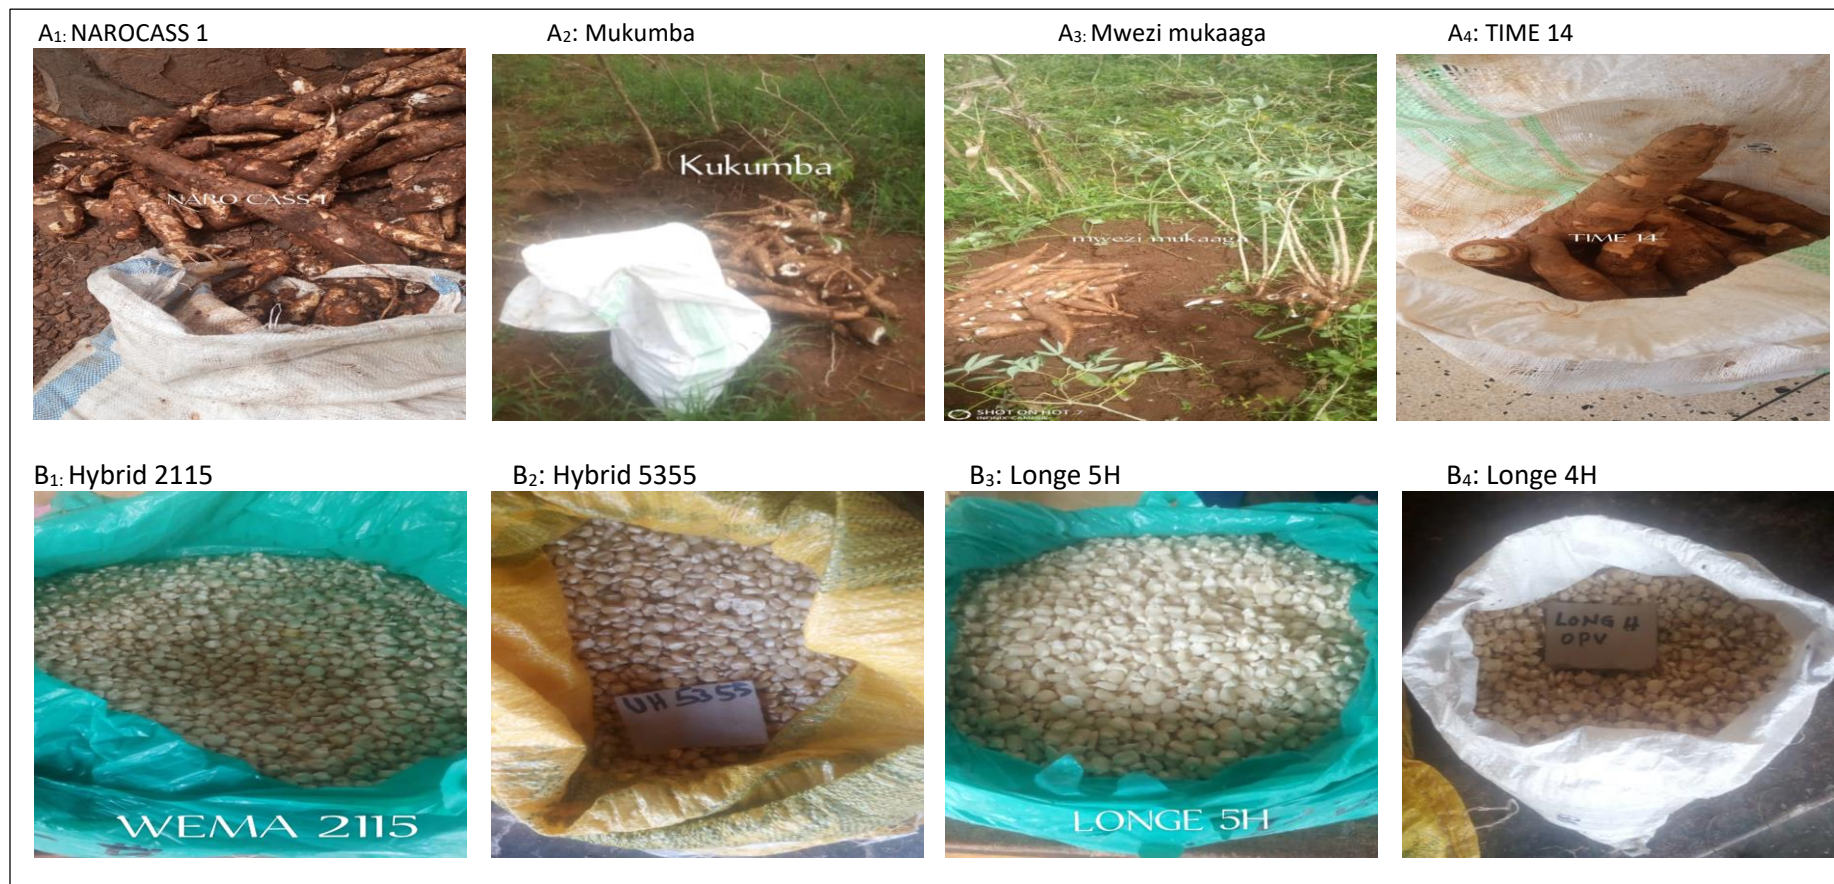 A1: NAROCASS 1
A2: Mukumba
A3: Mwezi mukaaga
A4: TIME 14
NARO CASS 1
Kukumba
mwezi mukaaga
TIME 14
SHOT ON HOT 7
INFINIX CAMERA
B1: Hybrid 2115
B2: Hybrid 5355
B3: Longe 5H
B4: Longe 4H
WEMA 2115
UH 5355
LONGE 5H
LONG H
OPV